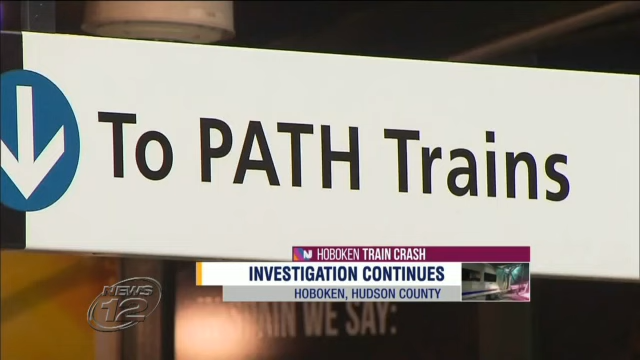 To PATH Trains
HOBOKEN TRAIN CRASH
INVESTIGATION CONTINUES
HOBOKEN, HUDSON COUNTY
NEWS
12
WE SAY: